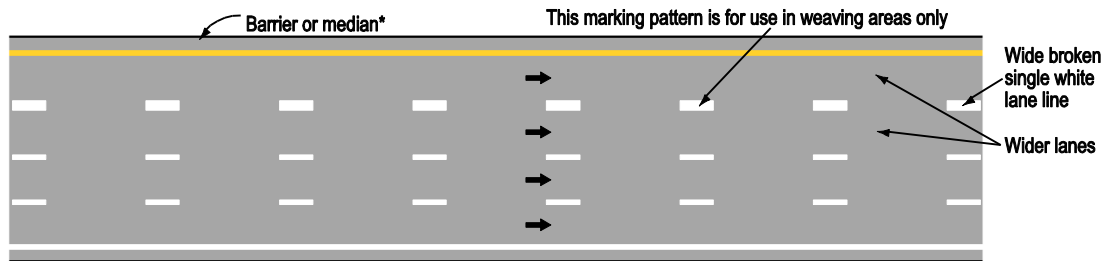 Barrier or median*
This marking pattern is for use in weaving areas only
Wide broken
single white
lane line
Wider lanes